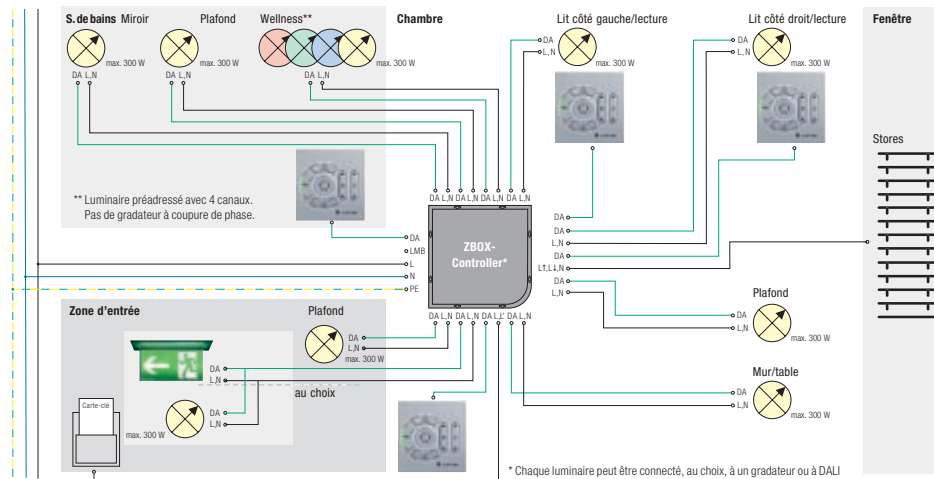 S. de bains Miroir
Plafond
Wellness**
Chambre
Lit côté gauche/lecture
Lit côté droit/lecture
Fenêtre
max. 300 W
max. 300 W
max. 300 W
DA
L,N
max. 300 W
DA
L,N
max. 300 W
DA L,N
DA L,N
DA L,N
Stores
** Luminaire préadressé avec 4 canaux.
Pas de gradateur à coupure de phase.
DA L,N DA L,N DA L,N DA L,N
ZBOX-
Controller*
DA
LMB
L
N
PE
DA
DA
L,N
DA
L↑,L↓,N
DA
L,N
Plafond
DA
L,N
max. 300 W
Mur/table
DA
L,N
max. 300 W
DA L,N DA L,N DA L,L' DA L,N
Zone d'entrée
Plafond
DA
L,N
max. 300 W
DA
L,N
au choix
Carte-clé
DA
L,N
max. 300 W
* Chaque luminaire peut être connecté, au choix, à un gradateur ou à DALI